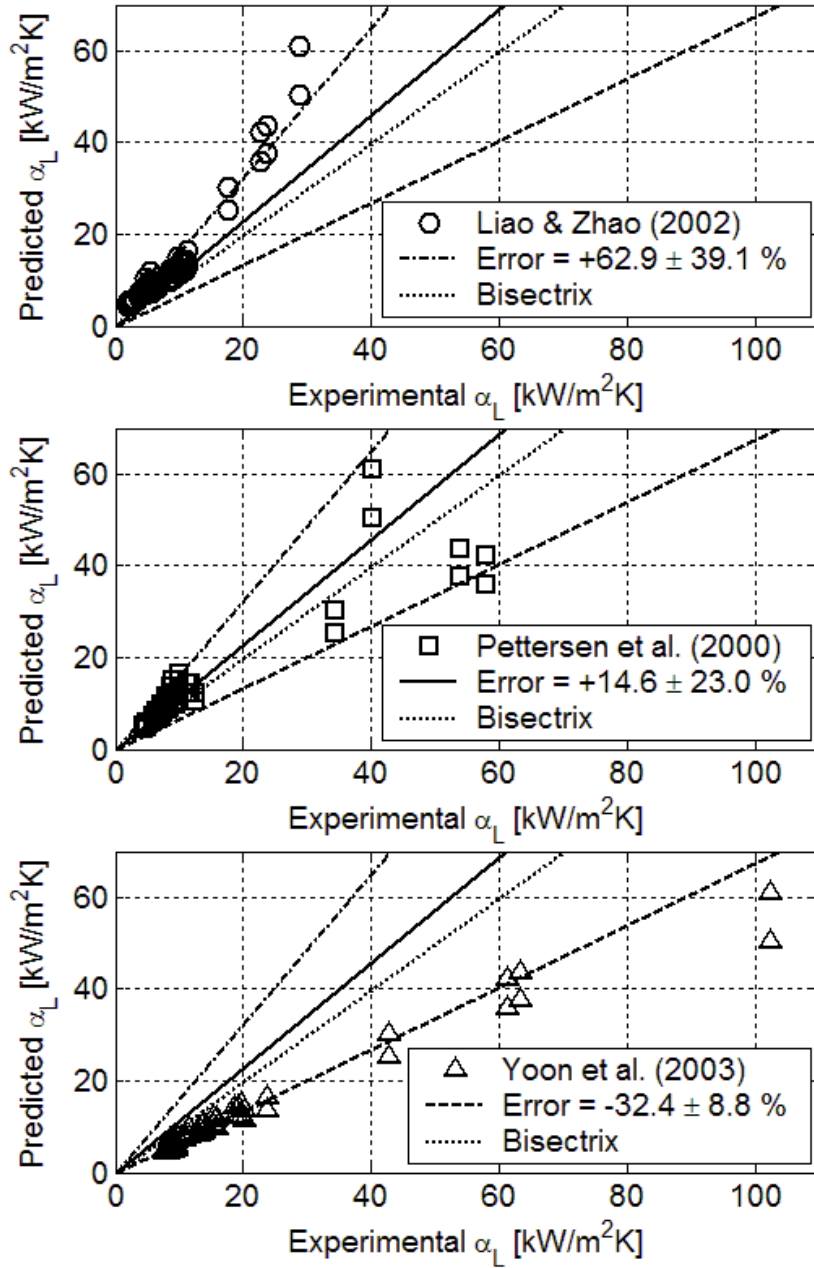 60
40
20
0
Predicted α_L [kW/m²K]
Liao & Zhao (2002)
Error = +62.9 ± 39.1 %
Bisectrix
0 20 40 60 80 100
Experimental α_L [kW/m²K]
60
40
20
0
Predicted α_L [kW/m²K]
Pettersen et al. (2000)
Error = +14.6 ± 23.0 %
Bisectrix
0 20 40 60 80 100
Experimental α_L [kW/m²K]
60
40
20
0
Predicted α_L [kW/m²K]
Yoon et al. (2003)
Error = -32.4 ± 8.8 %
Bisectrix
0 20 40 60 80 100
Experimental α_L [kW/m²K]